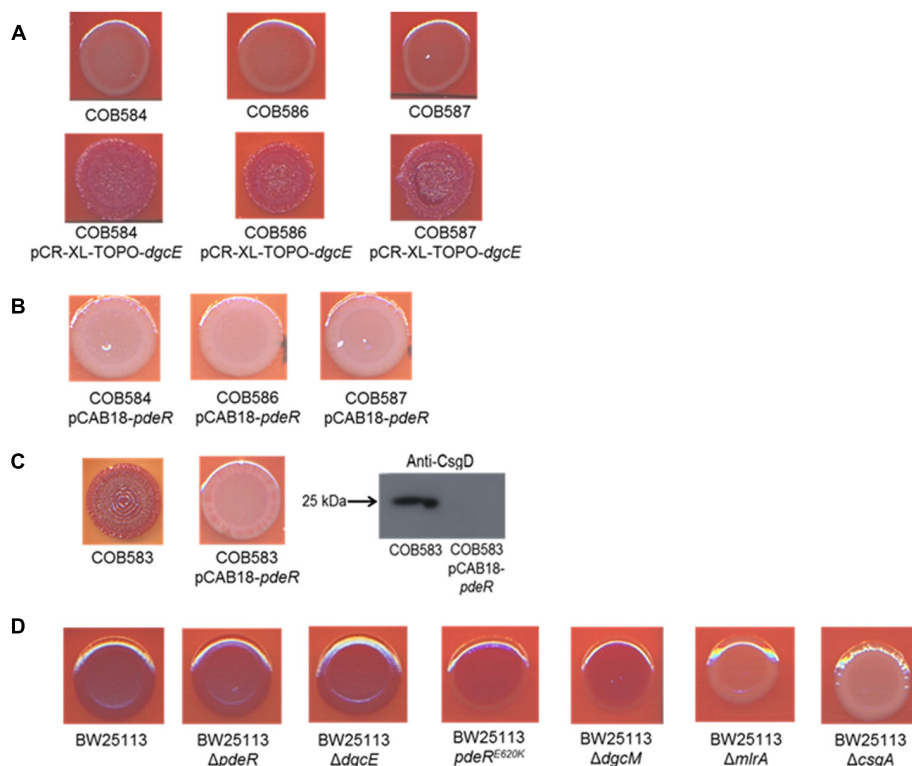 A
COB584
COB586
COB587
COB584
pCR-XL-TOPO-dgcE
COB586
pCR-XL-TOPO-dgcE
COB587
pCR-XL-TOPO-dgcE
B
COB584
pCAB18-pdeR
COB586
pCAB18-pdeR
COB587
pCAB18-pdeR
C
Anti-CsgD
25 kDa
COB583
COB583
pCAB18-pdeR
COB583
COB583
pCAB18-
pdeR
D
BW25113
BW25113
ΔpdeR
BW25113
ΔdgcE
BW25113
pdeRE620K
BW25113
ΔdgcM
BW25113
ΔmlrA
BW25113
ΔcsgA